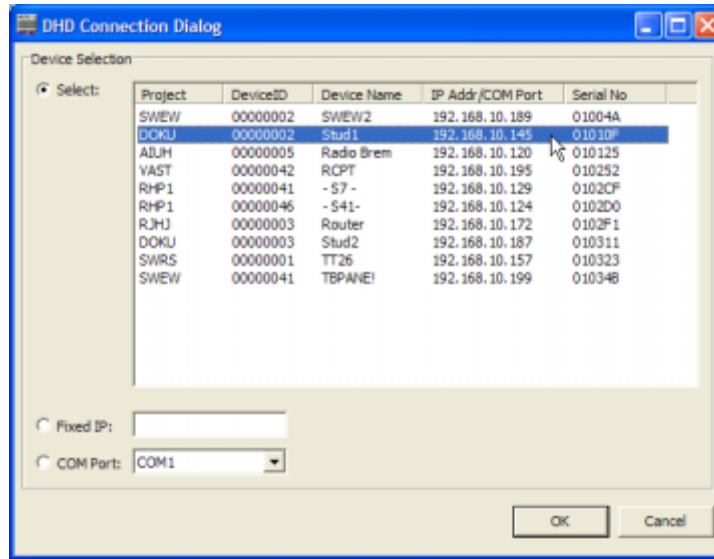 DHD Connection Dialog
Device Selection
Select:
Project DeviceID Device Name IP Addr/COM Port Serial No
SWEW 00000002 SWEW2 192.168.10.189 01004A
DOKU 00000002 Stud1 192.168.10.145 01010F
AIUH 00000005 Radio Brem 192.168.10.120 010125
VAST 00000042 RCPT 192.168.10.195 010252
RHP1 00000041 - S7 - 192.168.10.129 0102CF
RHP1 00000046 - S41- 192.168.10.124 0102D0
RJHJ 00000003 Router 192.168.10.172 0102F1
DOKU 00000003 Stud2 192.168.10.187 010311
SWRS 00000001 TT26 192.168.10.157 010323
SWEW 00000041 TBPANE! 192.168.10.199 01034B
Fixed IP:
COM Port: COM1
OK Cancel